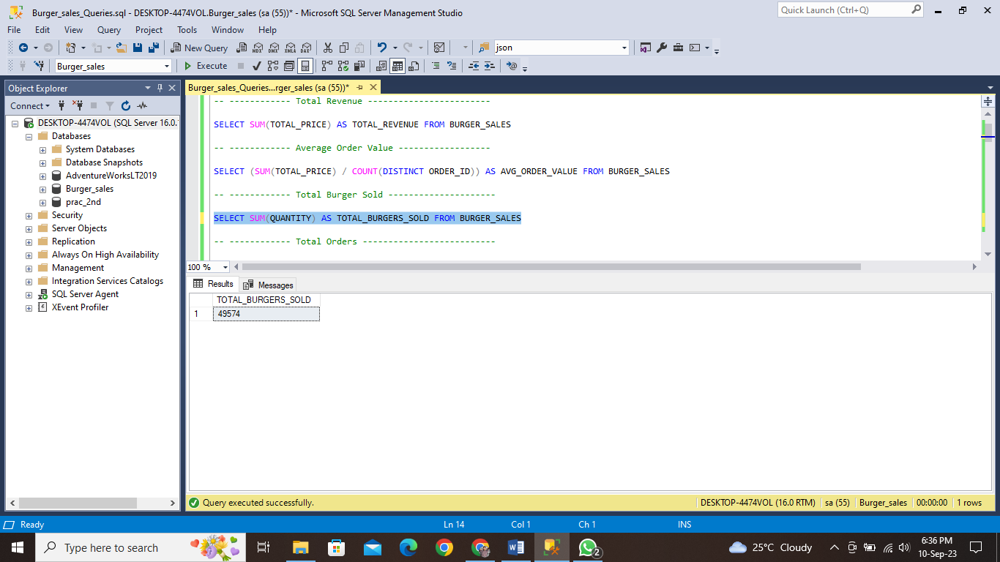 Burger_sales_Queries.sql - DESKTOP-4474VOL.Burger_sales (sa (55))* - Microsoft SQL Server Management Studio
Quick Launch (Ctrl+Q)
File Edit View Query Project Tools Window Help
New Query MDX DMX XMLA DAX json
Burger_sales Execute
Object Explorer
Connect
DESKTOP-4474VOL (SQL Server 16.0.
Databases
System Databases
Database Snapshots
AdventureWorksLT2019
Burger_sales
prac_2nd
Security
Server Objects
Replication
Always On High Availability
Management
Integration Services Catalogs
SQL Server Agent
XEvent Profiler
Burger_sales_Queries...rger_sales (sa (55))*
-- ------------ Total Revenue ------------------------
SELECT SUM(TOTAL_PRICE) AS TOTAL_REVENUE FROM BURGER_SALES
-- ------------ Average Order Value ------------------
SELECT (SUM(TOTAL_PRICE) / COUNT(DISTINCT ORDER_ID)) AS AVG_ORDER_VALUE FROM BURGER_SALES
-- ------------ Total Burger Sold ---------------------
SELECT SUM(QUANTITY) AS TOTAL_BURGERS_SOLD FROM BURGER_SALES
-- ------------ Total Orders --------------------------
100 %
Results Messages
TOTAL_BURGERS_SOLD
1 49574
Query executed successfully. DESKTOP-4474VOL (16.0 RTM) sa (55) Burger_sales 00:00:00 1 rows
Ready Ln 14 Col 1 Ch 1 INS
Type here to search 2 25°C Cloudy 6:36 PM
10-Sep-23